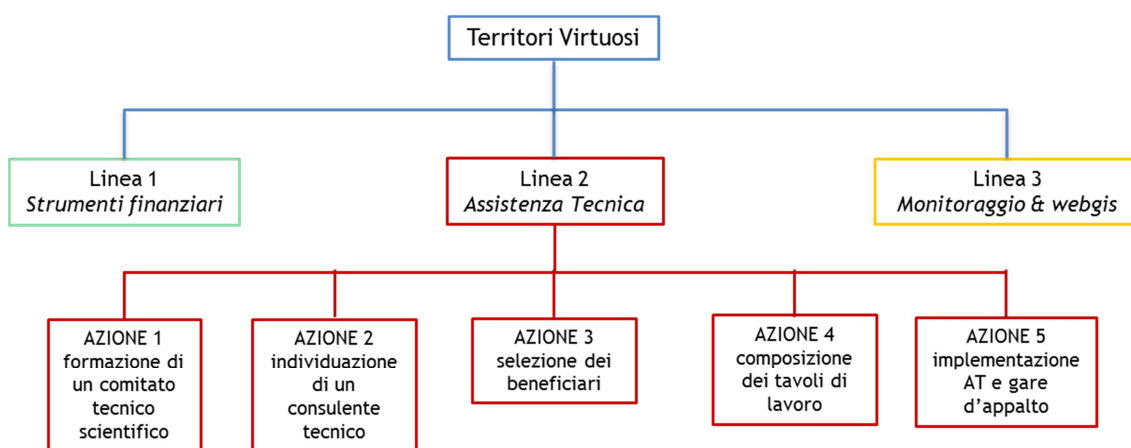 Territori Virtuosi
Linea 1
Strumenti finanziari
Linea 2
Assistenza Tecnica
Linea 3
Monitoraggio & webgis
AZIONE 1
formazione di
un comitato
tecnico
scientifico
AZIONE 2
individuazione
di un
consulente
tecnico
AZIONE 3
selezione dei
beneficiari
AZIONE 4
composizione
dei tavoli di
lavoro
AZIONE 5
implementazione
AT e gare
d’appalto